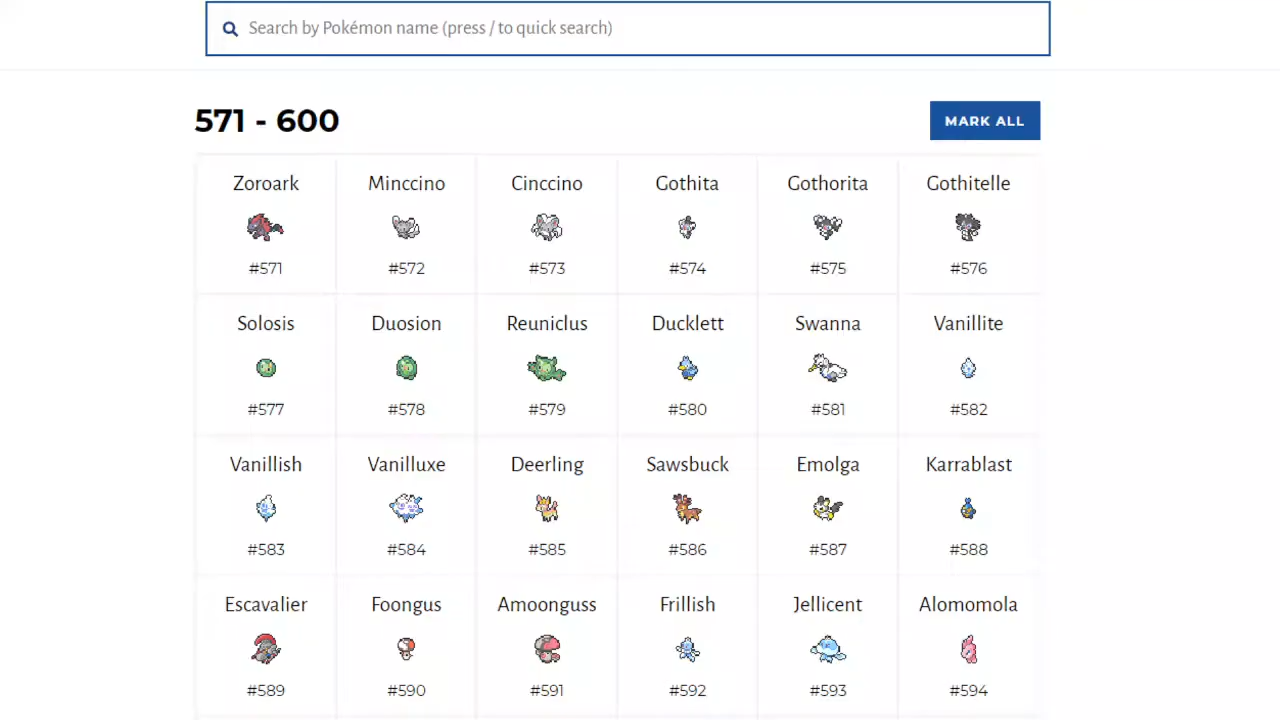 Search by Pokémon name (press / to quick search)
571 - 600
MARK ALL
Zoroark Minccino Cinccino Gothita Gothorita Gothitelle
#571 #572 #573 #574 #575 #576
Solosis Duosion Reuniclus Ducklett Swanna Vanillite
#577 #578 #579 #580 #581 #582
Vanillish Vanilluxe Deerling Sawsbuck Emolga Karrablast
#583 #584 #585 #586 #587 #588
Escavalier Foongus Amoonguss Frillish Jellicent Alomomola
#589 #590 #591 #592 #593 #594